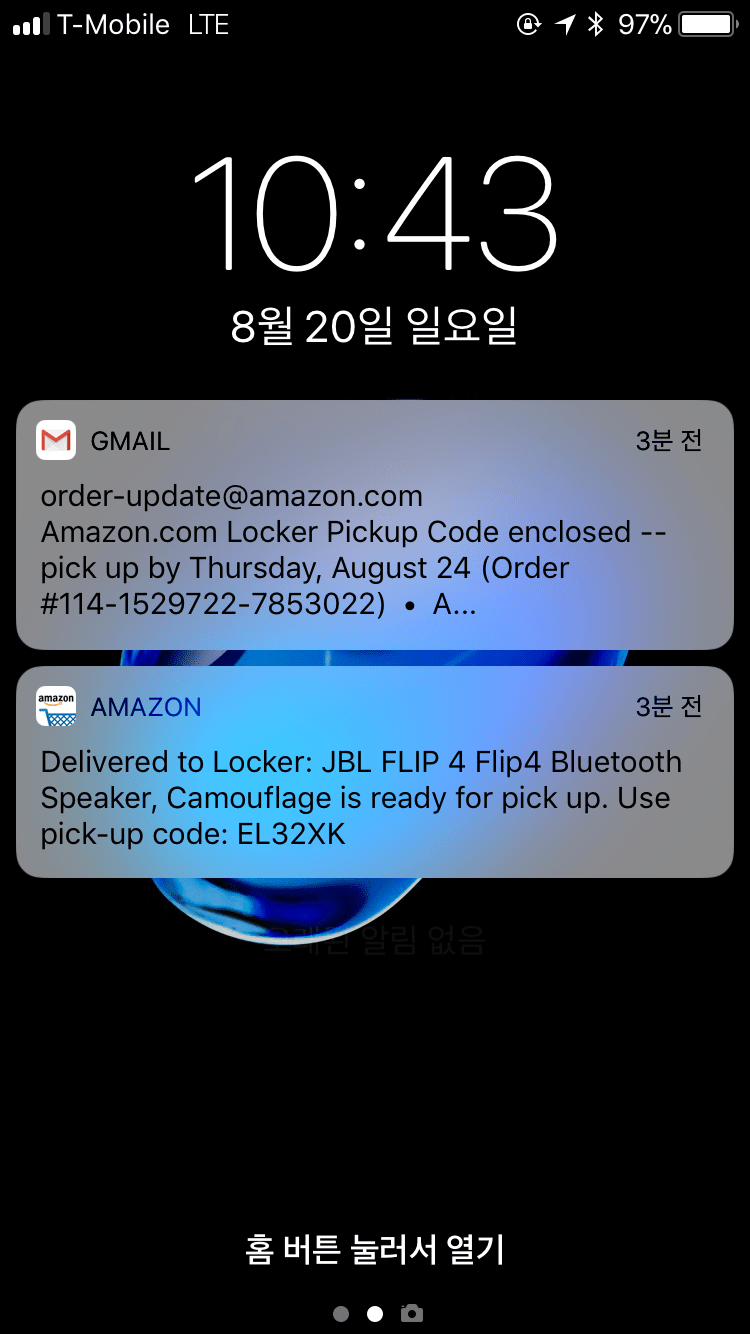 T-Mobile LTE 97%
10:43
8월 20일 일요일
GMAIL 3분 전
order-update@amazon.com
Amazon.com Locker Pickup Code enclosed --
pick up by Thursday, August 24 (Order
#114-1529722-7853022) • A...
amazon AMAZON 3분 전
Delivered to Locker: JBL FLIP 4 Flip4 Bluetooth
Speaker, Camouflage is ready for pick up. Use
pick-up code: EL32XK
오래된 알림 없음
홈 버튼 눌러서 열기